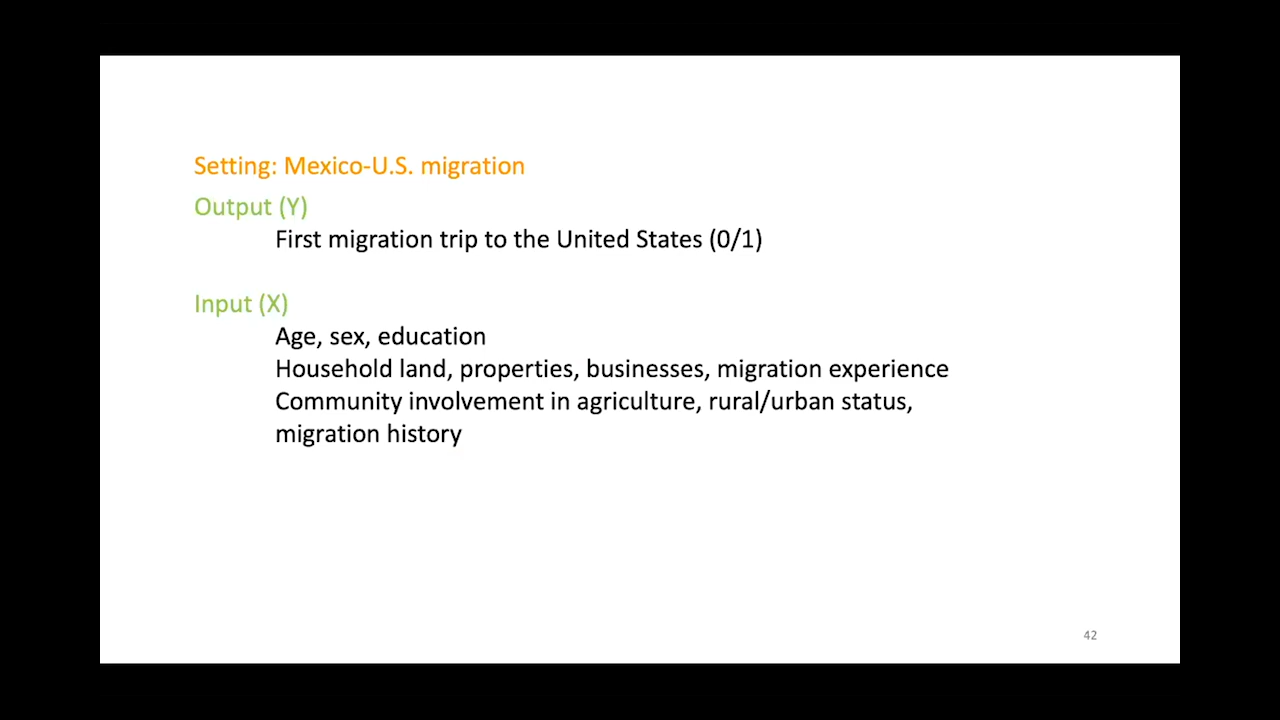 Setting: Mexico-U.S. migration
Output (Y)
First migration trip to the United States (0/1)
Input (X)
Age, sex, education
Household land, properties, businesses, migration experience
Community involvement in agriculture, rural/urban status,
migration history
42